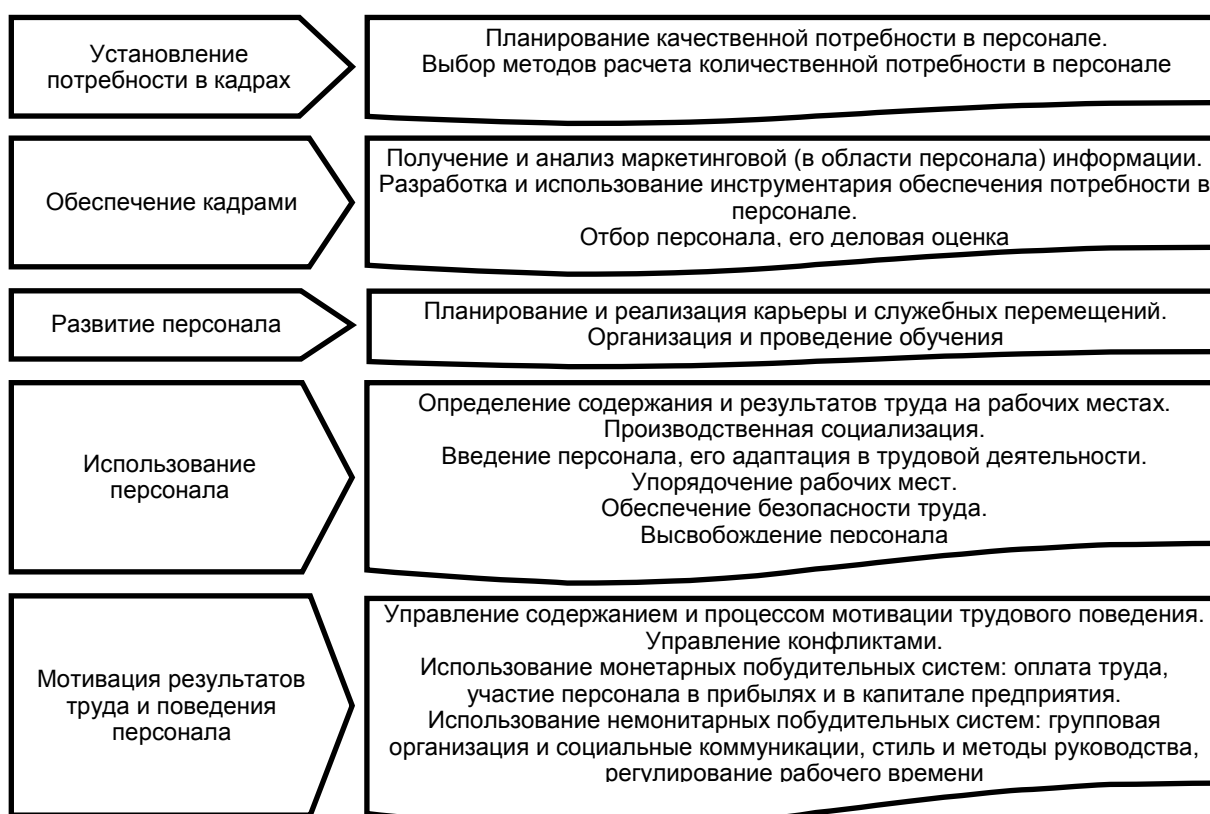 Установление
потребности в кадрах
Планирование качественной потребности в персонале.
Выбор методов расчета количественной потребности в персонале
Обеспечение кадрами
Получение и анализ маркетинговой (в области персонала) информации.
Разработка и использование инструментария обеспечения потребности в
персонале.
Отбор персонала, его деловая оценка
Развитие персонала
Планирование и реализация карьеры и служебных перемещений.
Организация и проведение обучения
Использование
персонала
Определение содержания и результатов труда на рабочих местах.
Производственная социализация.
Введение персонала, его адаптация в трудовой деятельности.
Упорядочение рабочих мест.
Обеспечение безопасности труда.
Высвобождение персонала
Мотивация результатов
труда и поведения
персонала
Управление содержанием и процессом мотивации трудового поведения.
Управление конфликтами.
Использование монетарных побудительных систем: оплата труда,
участие персонала в прибылях и в капитале предприятия.
Использование немонитарных побудительных систем: групповая
организация и социальные коммуникации, стиль и методы руководства,
регулирование рабочего времени